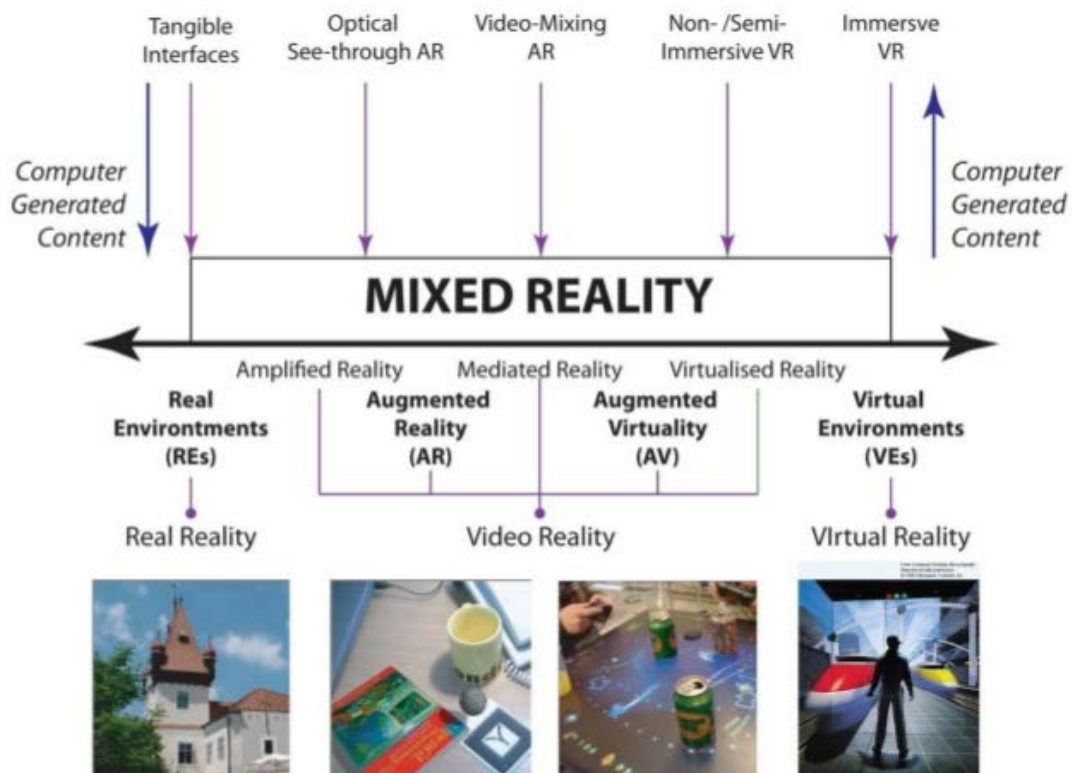 Tangible
Interfaces
Optical
See-through AR
Video-Mixing
AR
Non- /Semi-
Immersive VR
Immersve
VR
Computer
Generated
Content
Computer
Generated
Content
MIXED REALITY
Amplified Reality
Mediated Reality
Virtualised Reality
Real
Environtments
(REs)
Augmented
Reality
(AR)
Augmented
Virtuality
(AV)
Virtual
Environments
(VEs)
Real Reality
Video Reality
VIrtual Reality